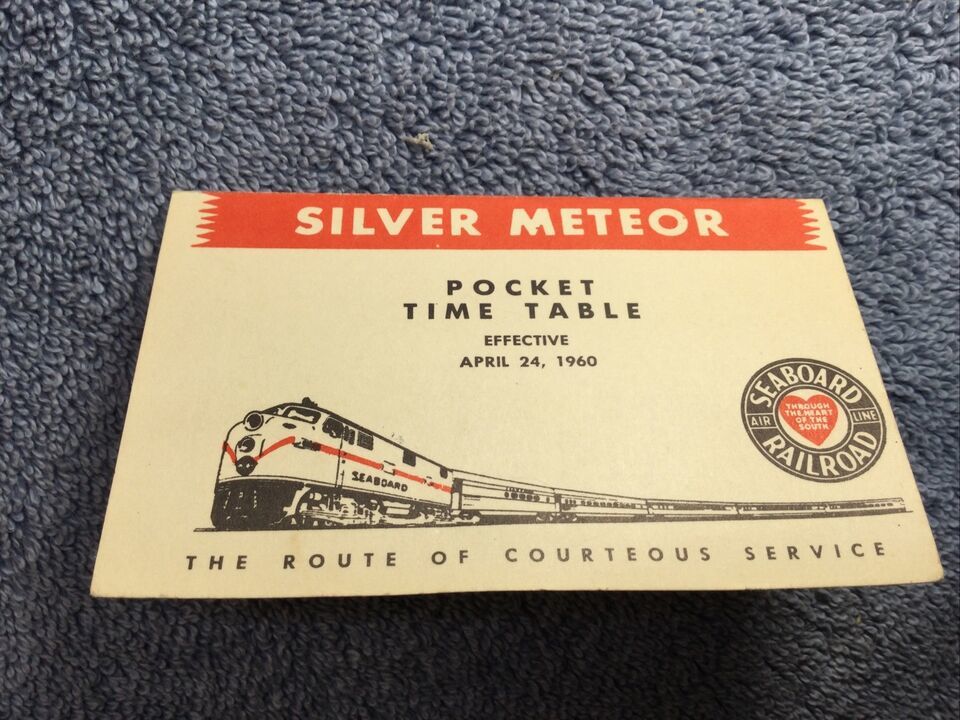 SILVER METEOR
POCKET
TIME TABLE
EFFECTIVE
APRIL 24, 1960
SEABOARD
AIR LINE
RAILROAD
THROUGH
THE HEART
OF THE
SOUTH
SEABOARD
THE ROUTE OF COURTEOUS SERVICE